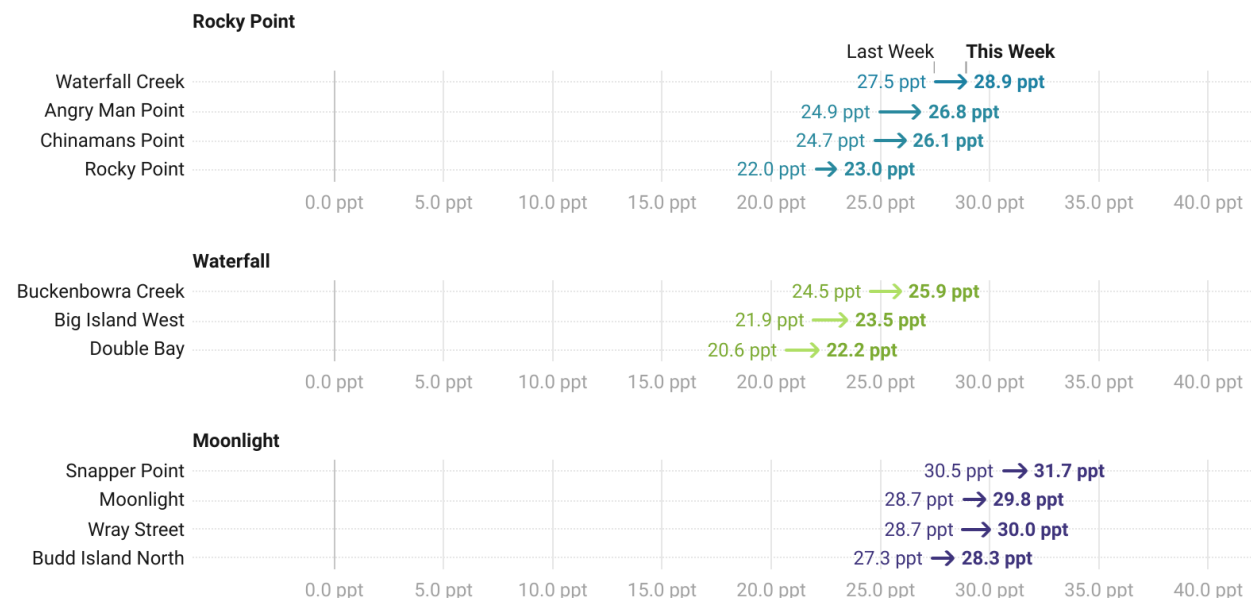 Rocky Point
Last Week This Week
Waterfall Creek 27.5 ppt 28.9 ppt
Angry Man Point 24.9 ppt 26.8 ppt
Chinamans Point 24.7 ppt 26.1 ppt
Rocky Point 22.0 ppt 23.0 ppt
0.0 ppt 5.0 ppt 10.0 ppt 15.0 ppt 20.0 ppt 25.0 ppt 30.0 ppt 35.0 ppt 40.0 ppt
Waterfall
Buckenbowra Creek 24.5 ppt 25.9 ppt
Big Island West 21.9 ppt 23.5 ppt
Double Bay 20.6 ppt 22.2 ppt
0.0 ppt 5.0 ppt 10.0 ppt 15.0 ppt 20.0 ppt 25.0 ppt 30.0 ppt 35.0 ppt 40.0 ppt
Moonlight
Snapper Point 30.5 ppt 31.7 ppt
Moonlight 28.7 ppt 29.8 ppt
Wray Street 28.7 ppt 30.0 ppt
Budd Island North 27.3 ppt 28.3 ppt
0.0 ppt 5.0 ppt 10.0 ppt 15.0 ppt 20.0 ppt 25.0 ppt 30.0 ppt 35.0 ppt 40.0 ppt